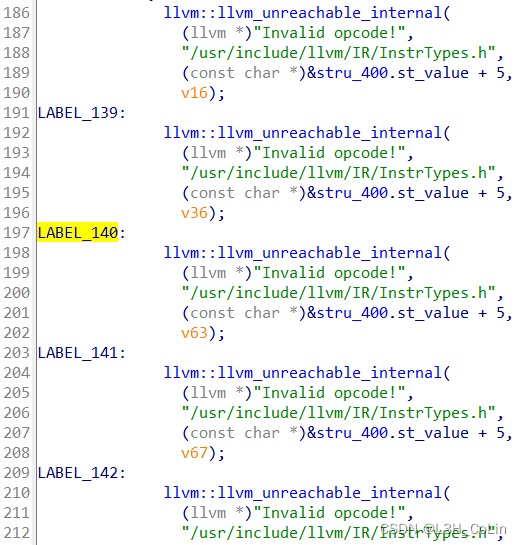 186 llvm::llvm_unreachable_internal(
187 (llvm *)"Invalid opcode!",
188 "/usr/include/llvm/IR/InstrTypes.h",
189 (const char *)&stru_400.st_value + 5,
190 v16);
191 LABEL_139:
192 llvm::llvm_unreachable_internal(
193 (llvm *)"Invalid opcode!",
194 "/usr/include/llvm/IR/InstrTypes.h",
195 (const char *)&stru_400.st_value + 5,
196 v36);
197 LABEL_140:
198 llvm::llvm_unreachable_internal(
199 (llvm *)"Invalid opcode!",
200 "/usr/include/llvm/IR/InstrTypes.h",
201 (const char *)&stru_400.st_value + 5,
202 v63);
203 LABEL_141:
204 llvm::llvm_unreachable_internal(
205 (llvm *)"Invalid opcode!",
206 "/usr/include/llvm/IR/InstrTypes.h",
207 (const char *)&stru_400.st_value + 5,
208 v67);
209 LABEL_142:
210 llvm::llvm_unreachable_internal(
211 (llvm *)"Invalid opcode!",
212 "/usr/include/llvm/IR/InstrTypes.h",
CSDN @L3H_CoLin